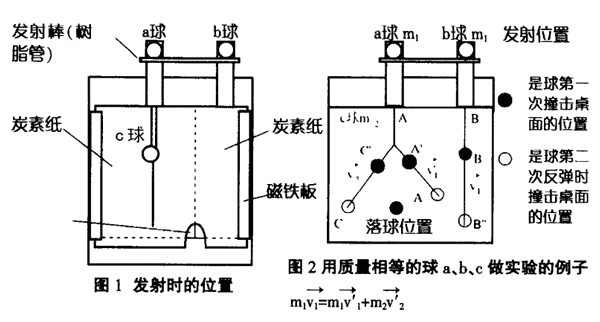 a球 b球
发射棒(树
脂管)
炭素纸
c球
炭素纸
磁铁板
图1 发射时的位置
a球 m₁ b球 m₁ 发射位置
A B
c球m₂
C' A' B'
v'₁ v₁
C A B"
落球位置
是球第一
次撞击桌
面的位置
是球第二
次反弹时
撞击桌面
的位置
图2 用质量相等的球 a、b、c 做实验的例子
m₁v₁=m₁v'₁+m₂v'₂